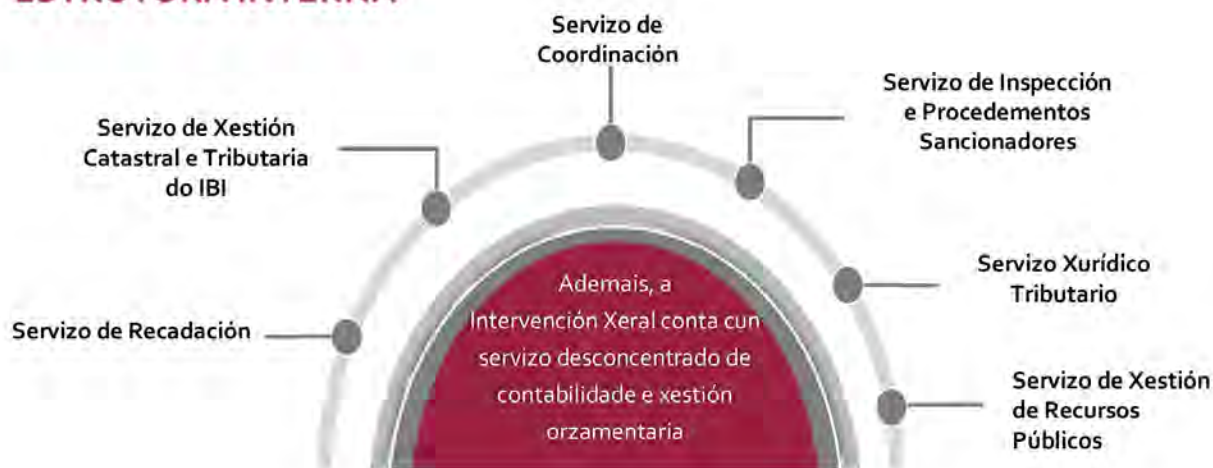 Servizo de
Coordinación
Servizo de Inspección
e Procedementos
Sancionadores
Servizo de Xestión
Catastral e Tributaria
do IBI
Servizo Xurídico
Tributario
Servizo de Recadación
Servizo de Xestión
de Recursos
Públicos
Ademais, a
Intervención Xeral conta cun
servizo desconcentrado de
contabilidade e xestión
orzamentaria